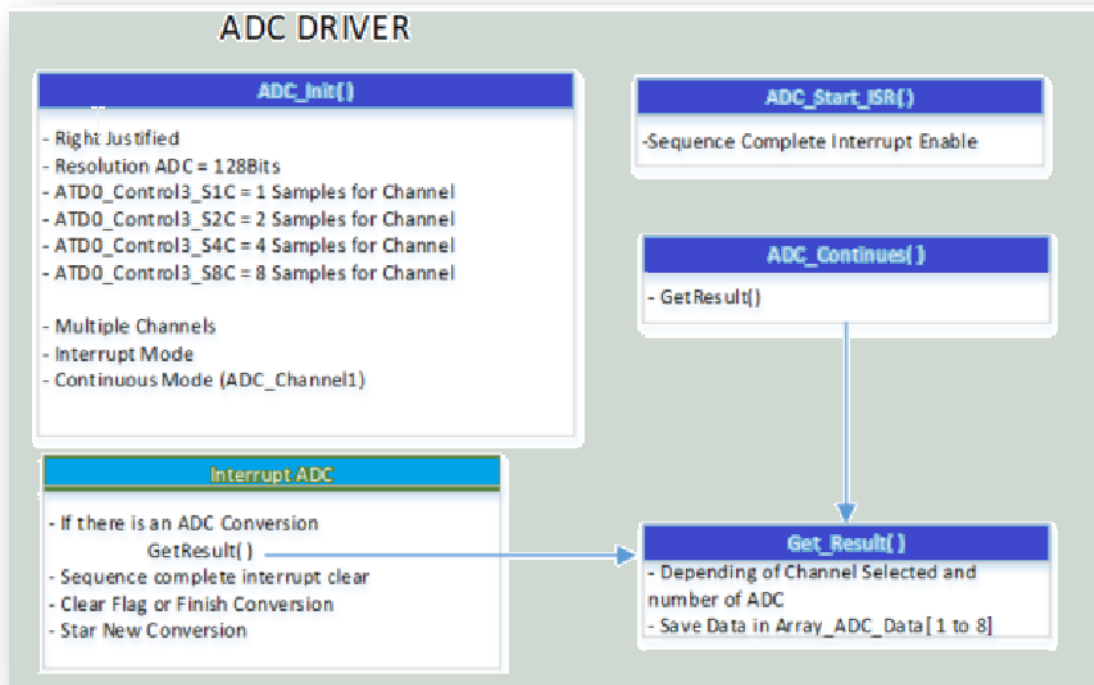 ADC DRIVER
ADC_Init()
- Right Justified
- Resolution ADC = 128Bits
- ATD0_Control3_S1C = 1 Samples for Channel
- ATD0_Control3_S2C = 2 Samples for Channel
- ATD0_Control3_S4C = 4 Samples for Channel
- ATD0_Control3_S8C = 8 Samples for Channel
- Multiple Channels
- Interrupt Mode
- Continuous Mode (ADC_Channel1)
ADC_Start_ISR()
-Sequence Complete Interrupt Enable
ADC_Continues( )
- GetResult()
Interrupt ADC
- If there is an ADC Conversion
GetResult( )
- Sequence complete interrupt clear
- Clear Flag or Finish Conversion
- Star New Conversion
Get_Result( )
- Depending of Channel Selected and
number of ADC
- Save Data in Array_ADC_Data[ 1 to 8]